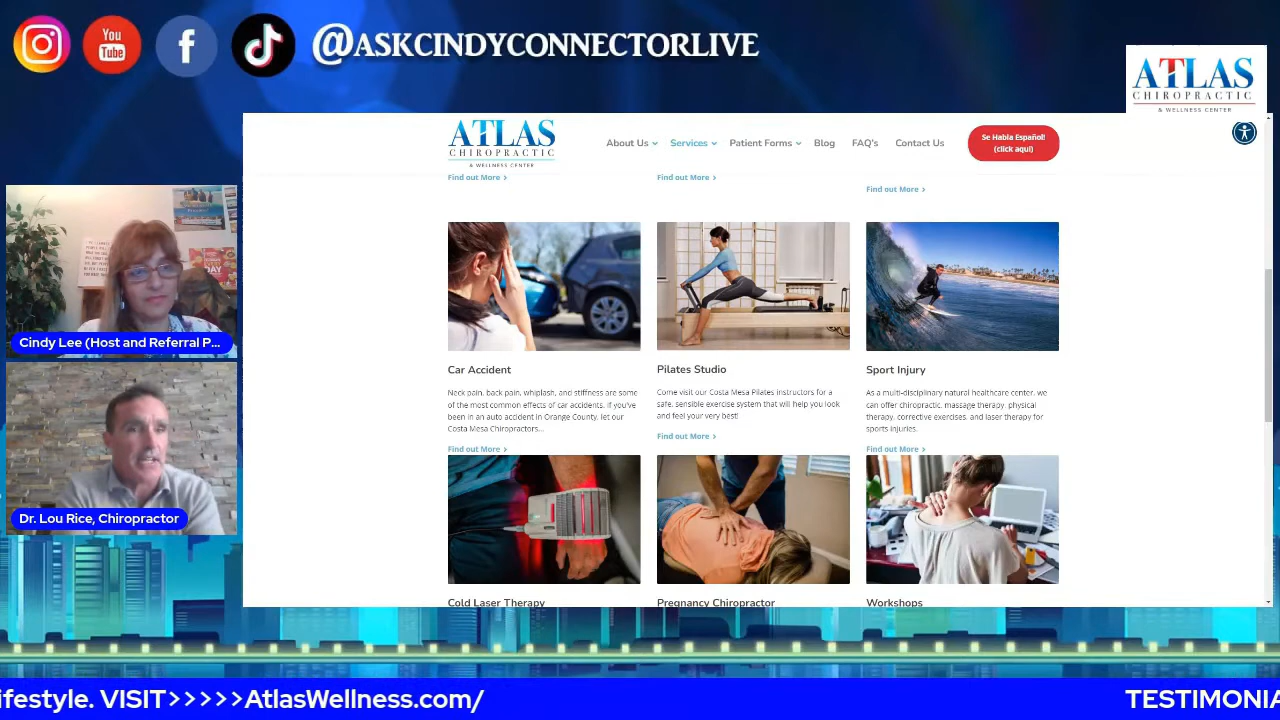 You
Tube
@ASKCINDYCONNECTORLIVE
ATLAS
CHIROPRACTIC
& WELLNESS CENTER
ATLAS
CHIROPRACTIC
& WELLNESS CENTER
About Us
Services
Patient Forms
Blog
FAQ's
Contact Us
Se Habla Español!
(click aqui)
Find out More >
Find out More >
Find out More >
Car Accident
Neck pain, back pain, whiplash, and stiffness are some
of the most common effects of car accidents. If you've
been in an auto accident in Orange County, let our
Costa Mesa Chiropractors...
Find out More >
Pilates Studio
Come visit our Costa Mesa Pilates instructors for a
safe, sensible exercise system that will help you look
and feel your very best!
Find out More >
Sport Injury
As a multi-disciplinary natural healthcare center, we
can offer chiropractic, massage therapy, physical
therapy, corrective exercises, and laser therapy for
sports injuries.
Find out More >
Cold Laser Therapy
Pregnancy Chiropractor
Workshops
Cindy Lee (Host and Referral P...
Dr. Lou Rice, Chiropractor
ifestyle. VISIT>>>>>AtlasWellness.com/
TESTIMONIA